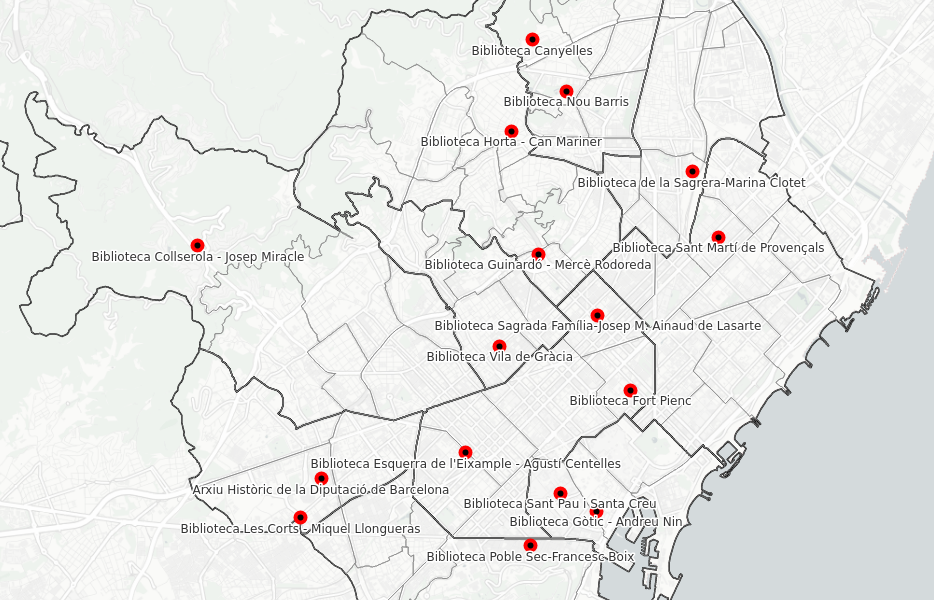 Biblioteca Canyelles
Biblioteca Nou Barris
Biblioteca Horta - Can Mariner
Biblioteca de la Sagrera-Marina Clotet
Biblioteca Sant Martí de Provençals
Biblioteca Collserola - Josep Miracle
Biblioteca Guinardó - Mercè Rodoreda
Biblioteca Sagrada Família-Josep M. Ainaud de Lasarte
Biblioteca Vila de Gràcia
Biblioteca Fort Pienc
Biblioteca Esquerra de l'Eixample - Agustí Centelles
Arxiu Històric de la Diputació de Barcelona
Biblioteca Sant Pau i Santa Creu
Biblioteca Gòtic - Andreu Nin
Biblioteca Les Corts - Miquel Llongueras
Biblioteca Poble Sec-Francesc Boix